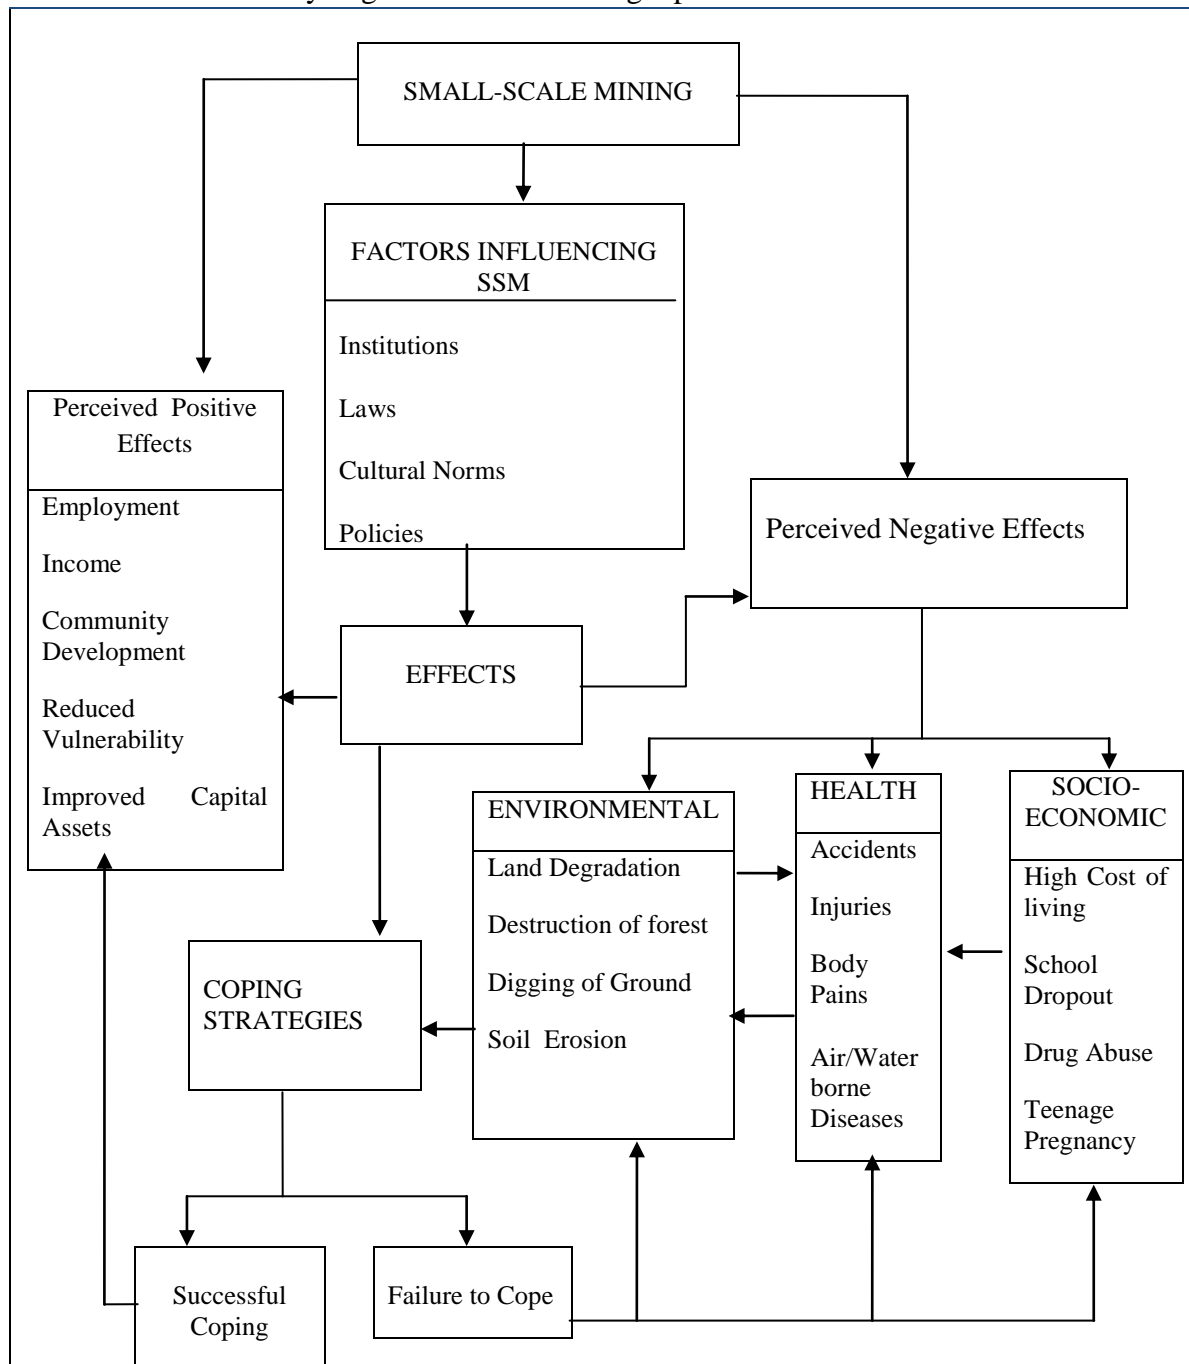 SMALL-SCALE MINING
FACTORS INFLUENCING
SSM
Institutions
Laws
Cultural Norms
Policies
Perceived Positive
Effects
Employment
Income
Community
Development
Reduced
Vulnerability
Improved Capital
Assets
Perceived Negative Effects
EFFECTS
ENVIRONMENTAL
Land Degradation
Destruction of forest
Digging of Ground
Soil Erosion
HEALTH
Accidents
Injuries
Body
Pains
Air/Water
borne
Diseases
SOCIO-
ECONOMIC
High Cost of
living
School
Dropout
Drug Abuse
Teenage
Pregnancy
COPING
STRATEGIES
Successful
Coping
Failure to Cope